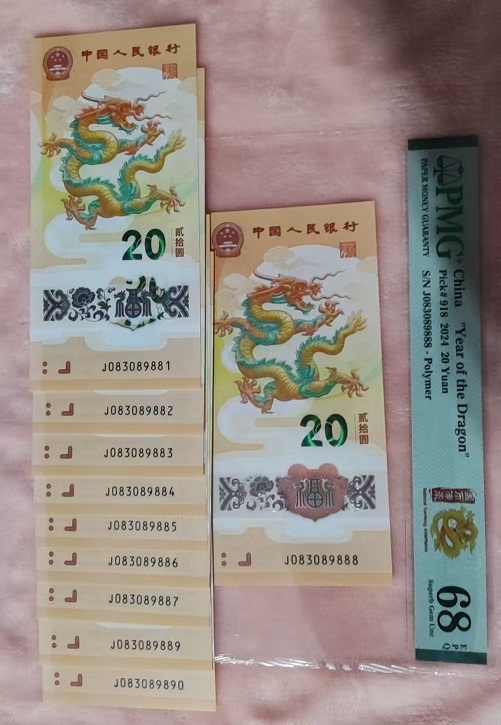 中国人民银行
20
贰拾圆
福
J083089881
J083089882
J083089883
J083089884
J083089885
J083089886
J083089887
J083089889
J083089890
中国人民银行
20
贰拾圆
福
J083089888
PMG
PAPER MONEY GUARANTY
China "Year of the Dragon"
Pick# 918 2024 20 Yuan
S/N J083089888 - Polymer
68
EPQ
Superb Gem Unc